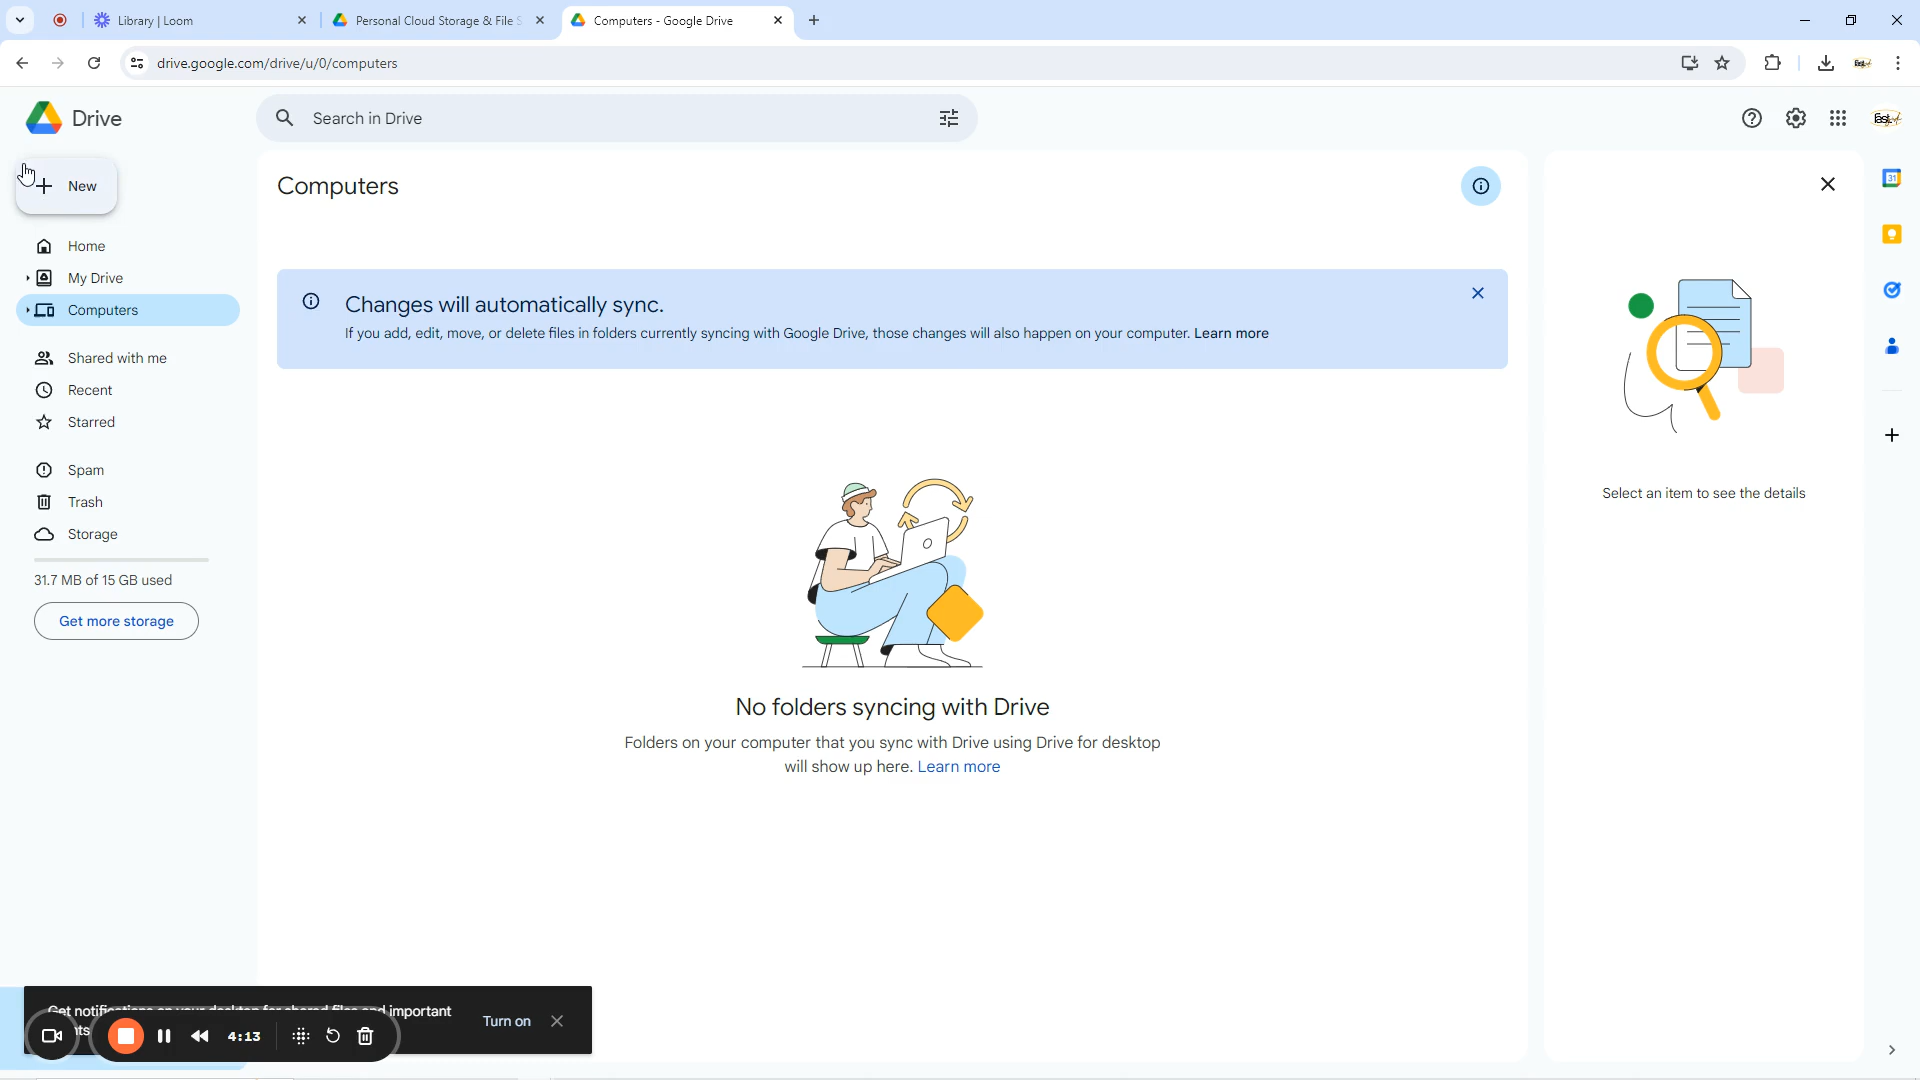 Library | Loom
Personal Cloud Storage & File S
Computers - Google Drive
drive.google.com/drive/u/0/computers
Drive
Search in Drive
New
Computers
Home
My Drive
Computers
Shared with me
Recent
Starred
Spam
Trash
Storage
31.7 MB of 15 GB used
Get more storage
Changes will automatically sync.
If you add, edit, move, or delete files in folders currently syncing with Google Drive, those changes will also happen on your computer. Learn more
No folders syncing with Drive
Folders on your computer that you sync with Drive using Drive for desktop
will show up here. Learn more
Select an item to see the details
31
important
Turn on
4:13